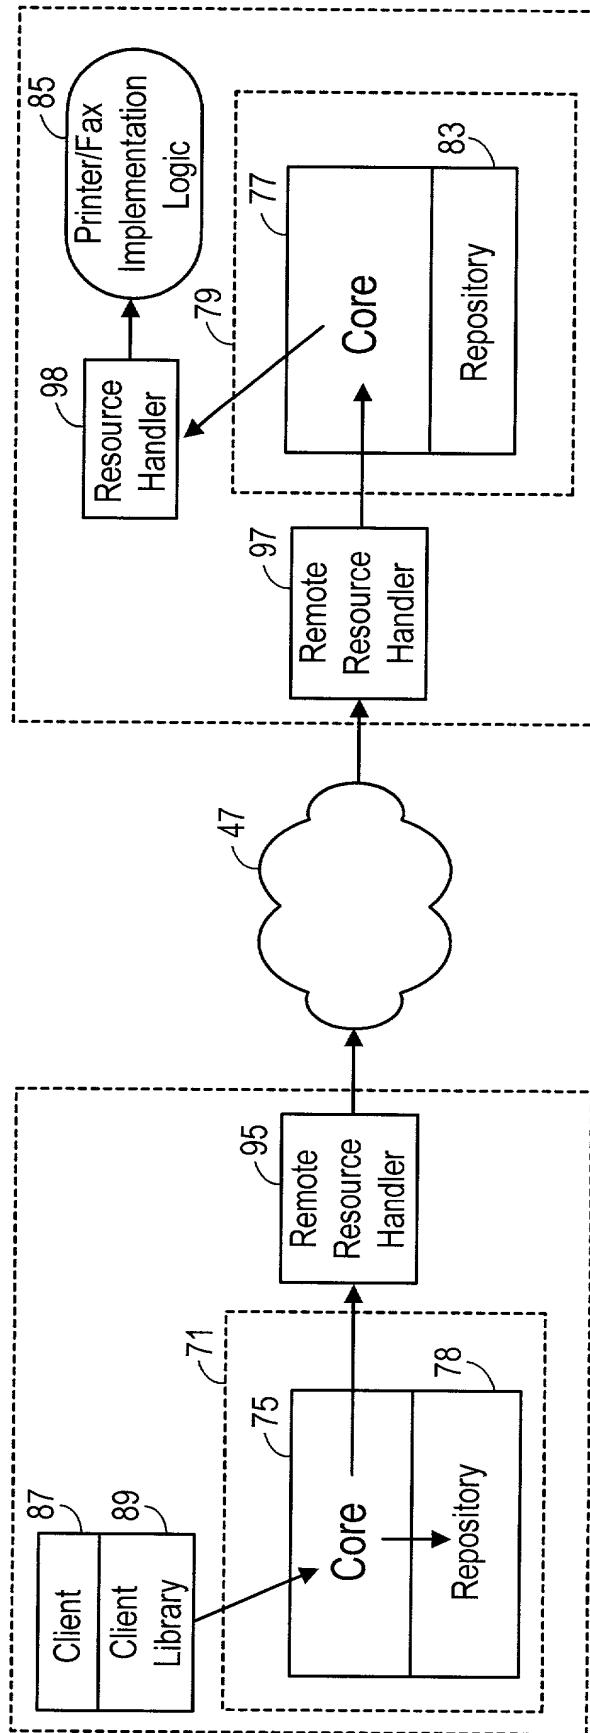 87
Client
89
Client
Library
71
75
Core
78
Repository
95
Remote
Resource
Handler
47
97
Remote
Resource
Handler
98
Resource
Handler
85
Printer/Fax
Implementation
Logic
79
77
Core
83
Repository